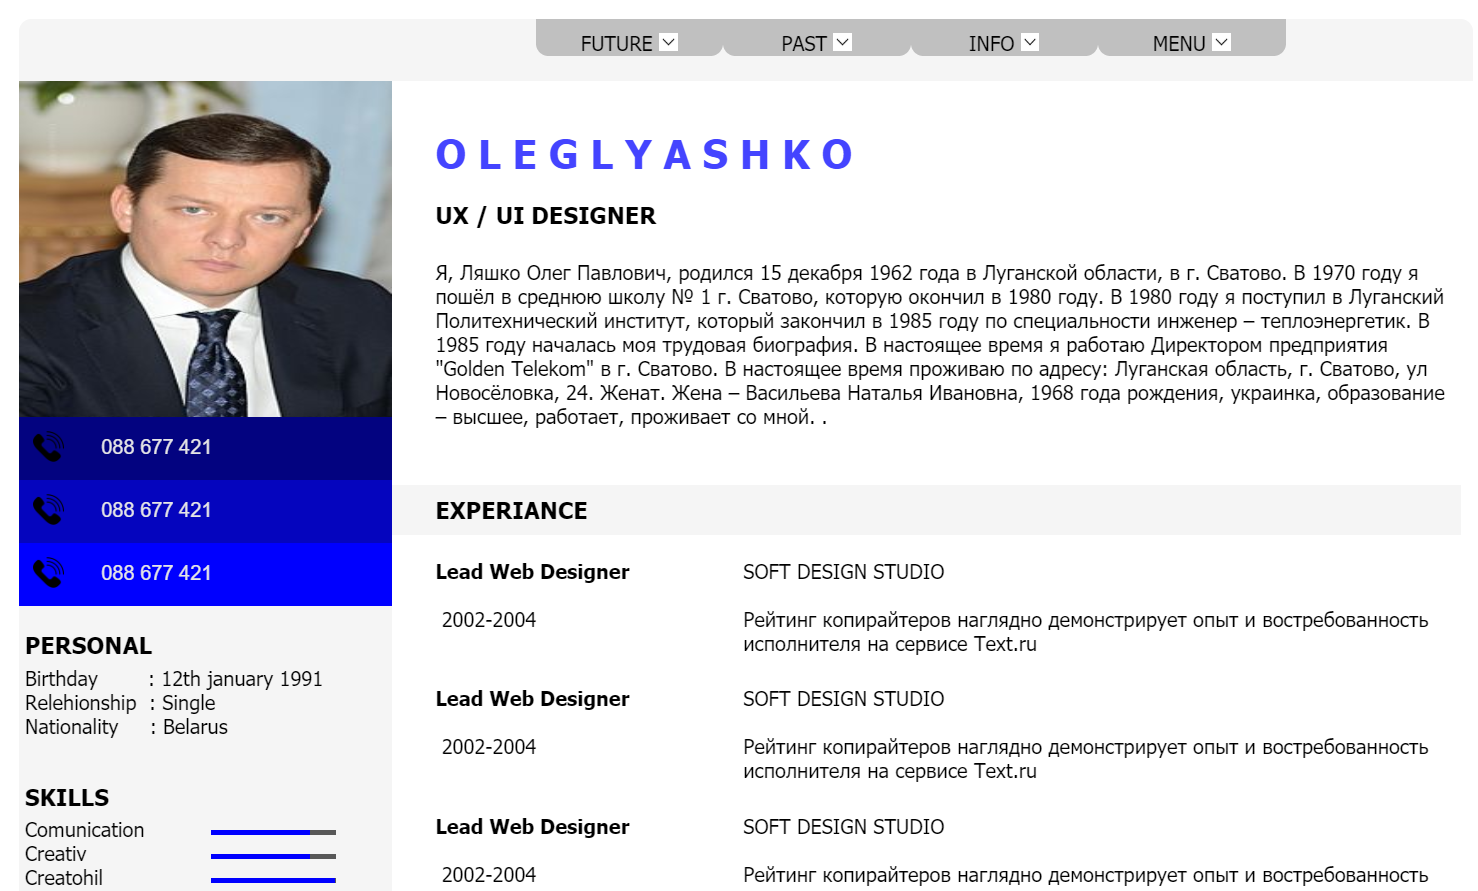 FUTURE PAST INFO MENU
OLEGLYASHKO
UX / UI DESIGNER
Я, Ляшко Олег Павлович, родился 15 декабря 1962 года в Луганской области, в г. Сватово. В 1970 году я
пошёл в среднюю школу № 1 г. Сватово, которую окончил в 1980 году. В 1980 году я поступил в Луганский
Политехнический институт, который закончил в 1985 году по специальности инженер – теплоэнергетик. В
1985 году началась моя трудовая биография. В настоящее время я работаю Директором предприятия
"Golden Telekom" в г. Сватово. В настоящее время проживаю по адресу: Луганская область, г. Сватово, ул
Новосёловка, 24. Женат. Жена – Васильева Наталья Ивановна, 1968 года рождения, украинка, образование
– высшее, работает, проживает со мной. .
088 677 421
088 677 421
088 677 421
PERSONAL
Birthday : 12th january 1991
Relehionship : Single
Nationality : Belarus
SKILLS
Comunication
Creativ
Creatohil
EXPERIANCE
Lead Web Designer SOFT DESIGN STUDIO
2002-2004 Рейтинг копирайтеров наглядно демонстрирует опыт и востребованность
исполнителя на сервисе Text.ru
Lead Web Designer SOFT DESIGN STUDIO
2002-2004 Рейтинг копирайтеров наглядно демонстрирует опыт и востребованность
исполнителя на сервисе Text.ru
Lead Web Designer SOFT DESIGN STUDIO
2002-2004 Рейтинг копирайтеров наглядно демонстрирует опыт и востребованность